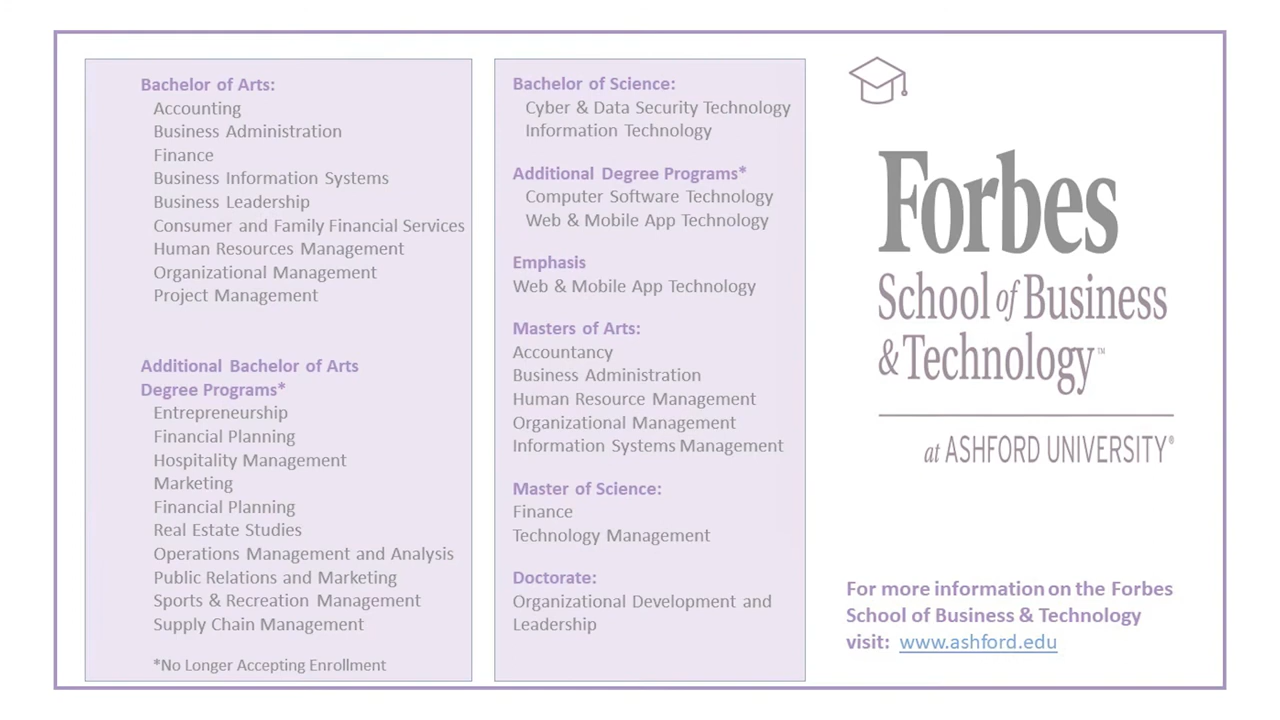 Bachelor of Arts:
Accounting
Business Administration
Finance
Business Information Systems
Business Leadership
Consumer and Family Financial Services
Human Resources Management
Organizational Management
Project Management
Additional Bachelor of Arts
Degree Programs*
Entrepreneurship
Financial Planning
Hospitality Management
Marketing
Financial Planning
Real Estate Studies
Operations Management and Analysis
Public Relations and Marketing
Sports & Recreation Management
Supply Chain Management
*No Longer Accepting Enrollment
Bachelor of Science:
Cyber & Data Security Technology
Information Technology
Additional Degree Programs*
Computer Software Technology
Web & Mobile App Technology
Emphasis
Web & Mobile App Technology
Masters of Arts:
Accountancy
Business Administration
Human Resource Management
Organizational Management
Information Systems Management
Master of Science:
Finance
Technology Management
Doctorate:
Organizational Development and
Leadership
Forbes
School of Business
& Technology™
at ASHFORD UNIVERSITY®
For more information on the Forbes
School of Business & Technology
visit: www.ashford.edu